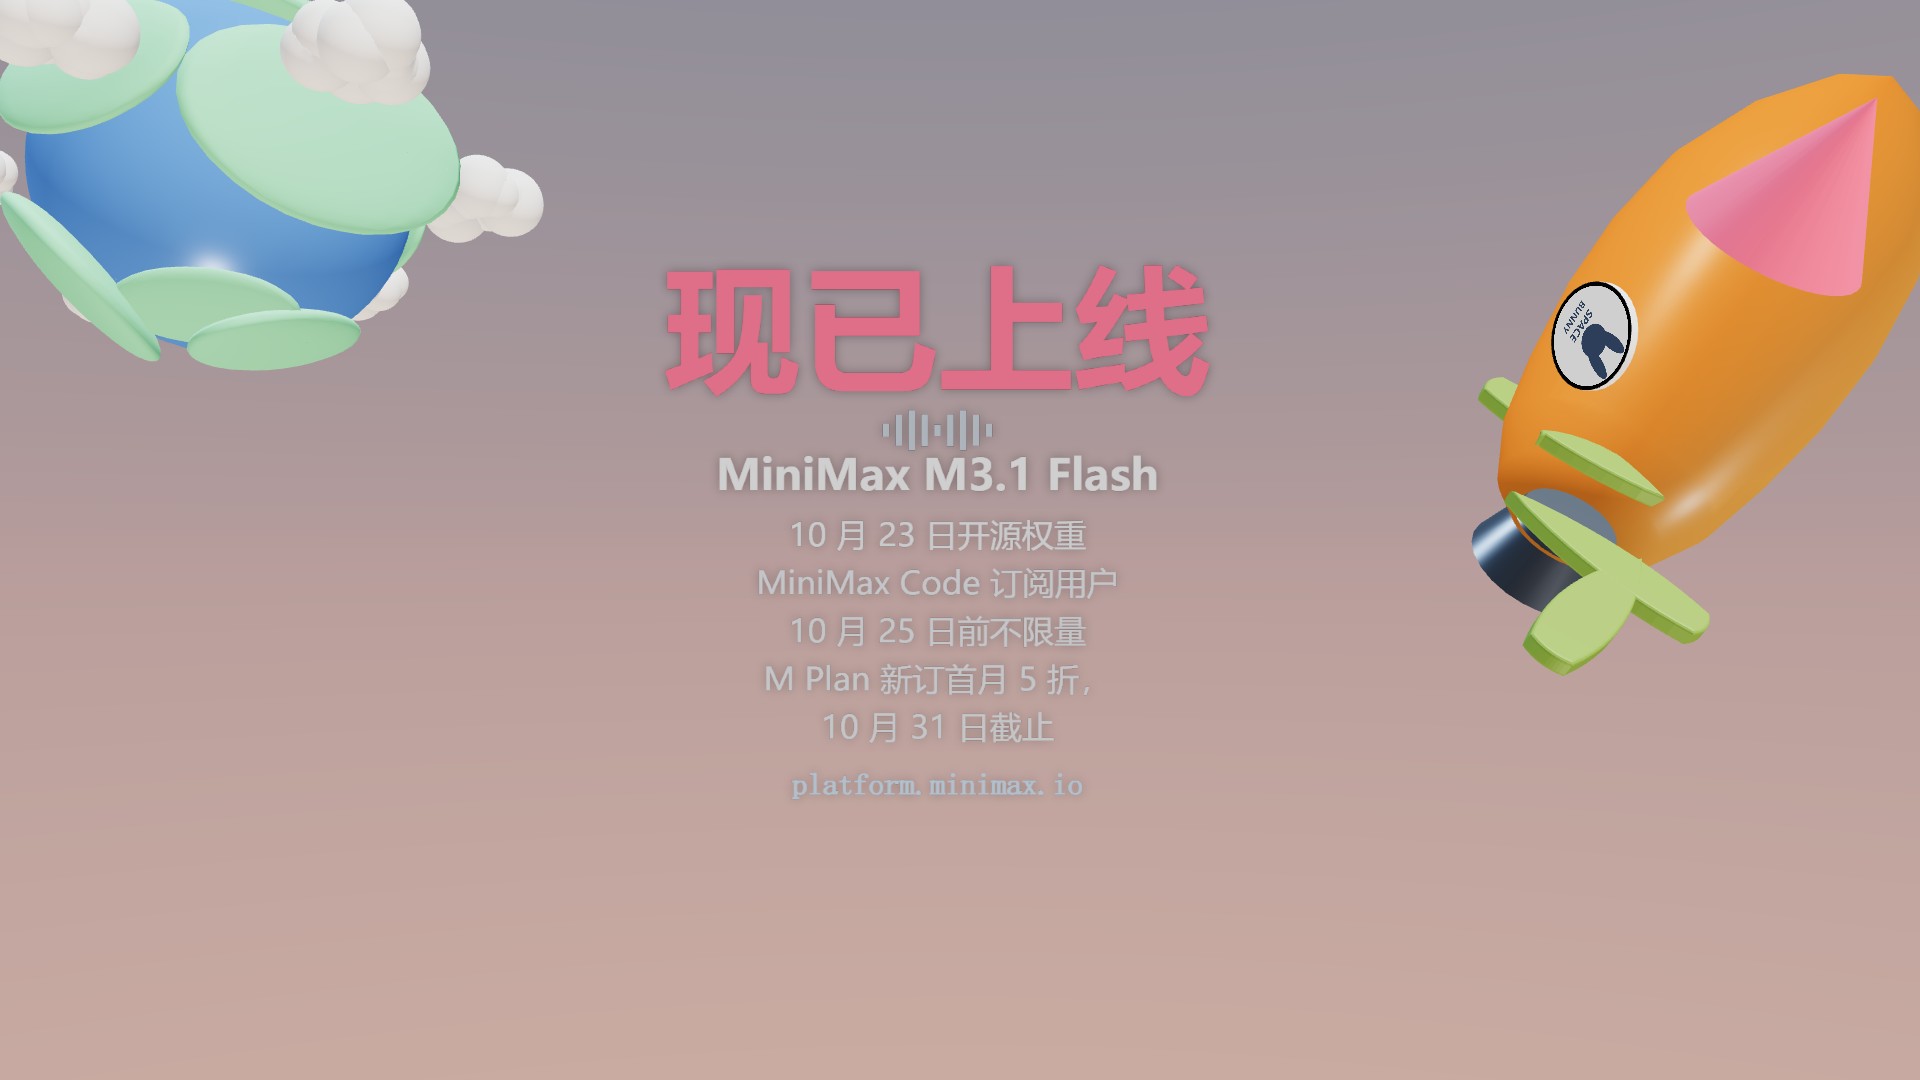 现已上线
MiniMax M3.1 Flash
10 月 23 日开源权重
MiniMax Code 订阅用户
10 月 25 日前不限量
M Plan 新订首月 5 折，
10 月 31 日截止
platform.minimax.io
SPACE
BUNNY